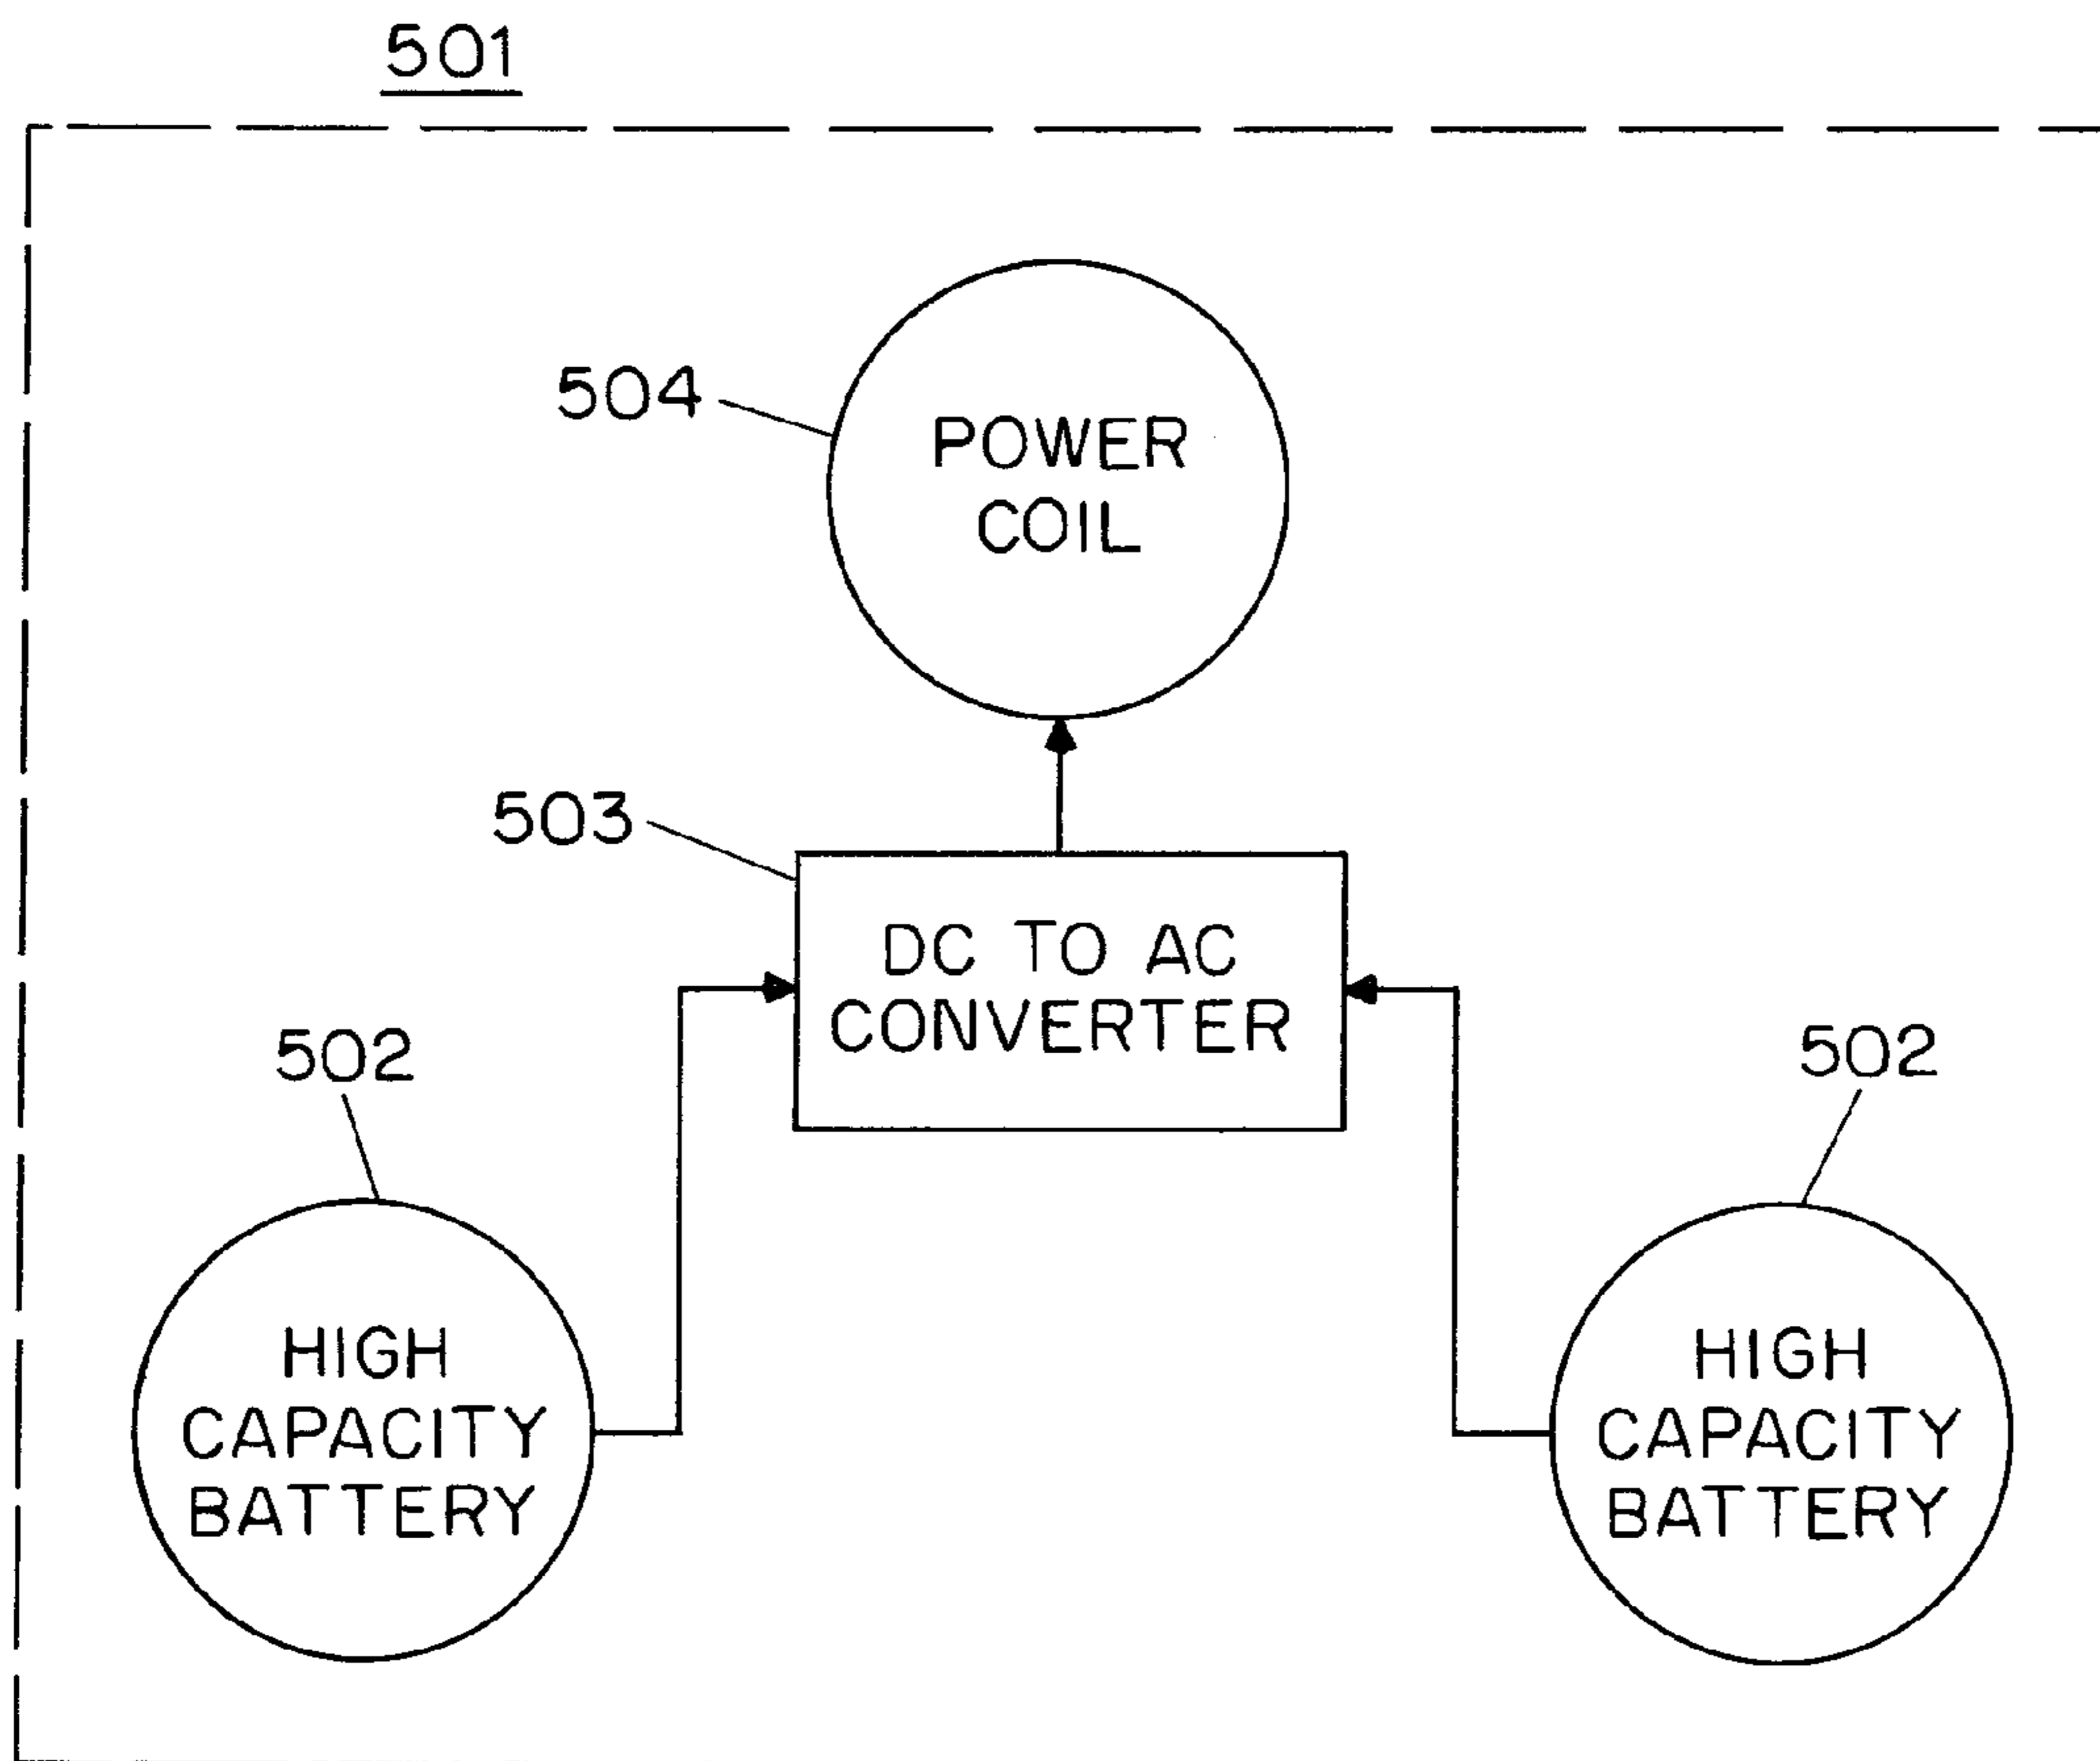 501
504
POWER
COIL
503
DC TO AC
CONVERTER
502
502
HIGH
CAPACITY
BATTERY
HIGH
CAPACITY
BATTERY